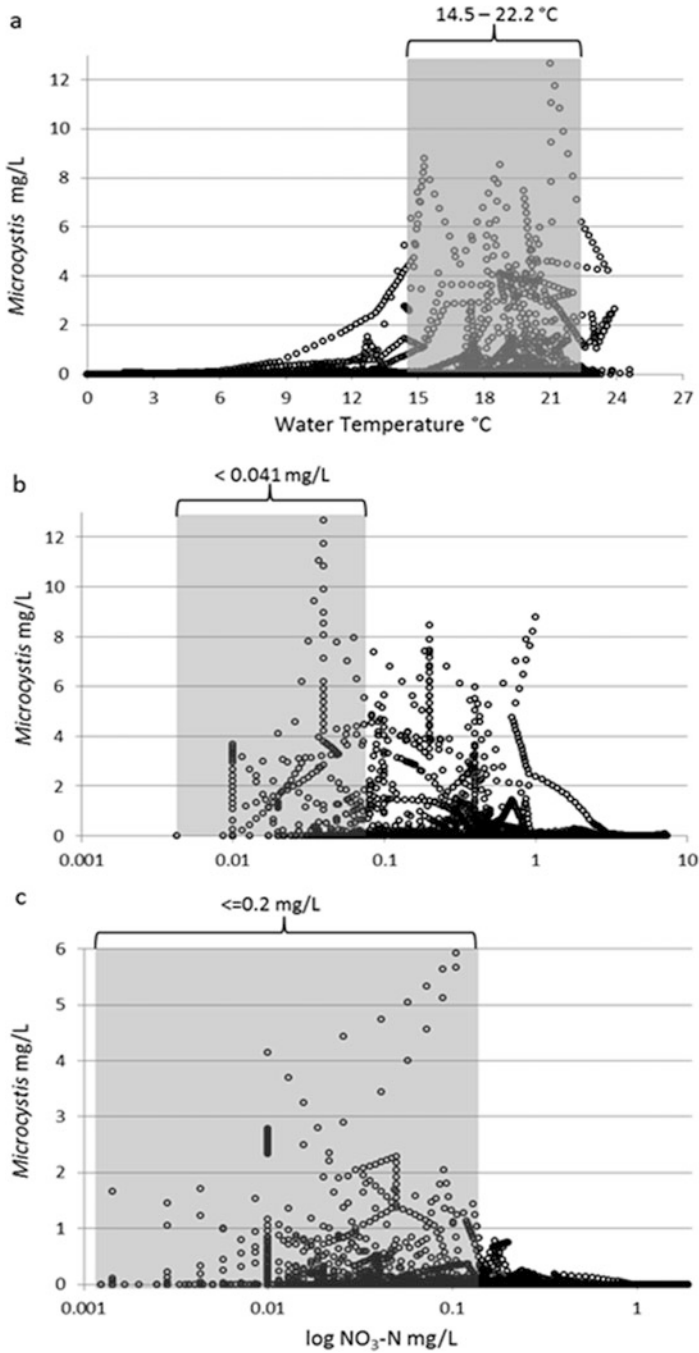 a
14.5 – 22.2 °C
Microcystis mg/L
12
10
8
6
4
2
0
0 3 6 9 12 15 18 21 24 27
Water Temperature °C
b
< 0.041 mg/L
Microcystis mg/L
12
10
8
6
4
2
0
0.001 0.01 0.1 1 10
c
<=0.2 mg/L
Microcystis mg/L
6
5
4
3
2
1
0
0.001 0.01 0.1 1
log NO₃-N mg/L